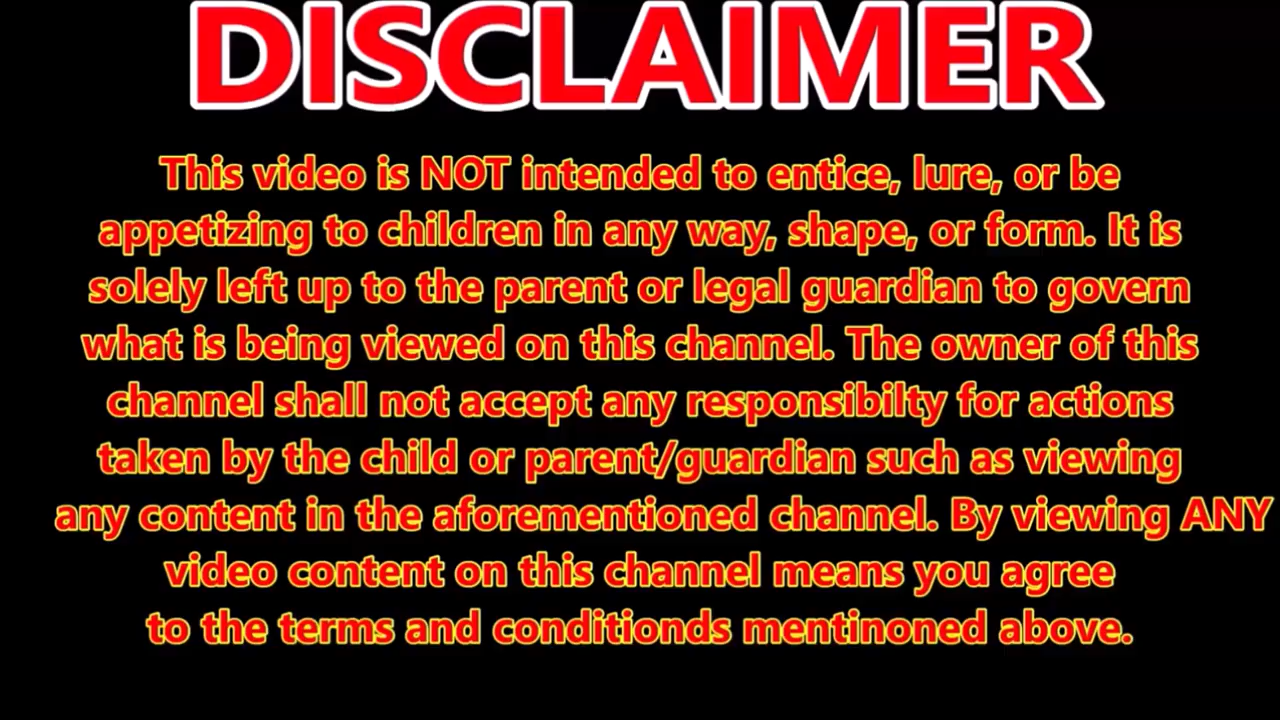 DISCLAIMER
This video is NOT intended to entice, lure, or be
appetizing to children in any way, shape, or form. It is
solely left up to the parent or legal guardian to govern
what is being viewed on this channel. The owner of this
channel shall not accept any responsibilty for actions
taken by the child or parent/guardian such as viewing
any content in the aforementioned channel. By viewing ANY
video content on this channel means you agree
to the terms and conditionds mentinoned above.